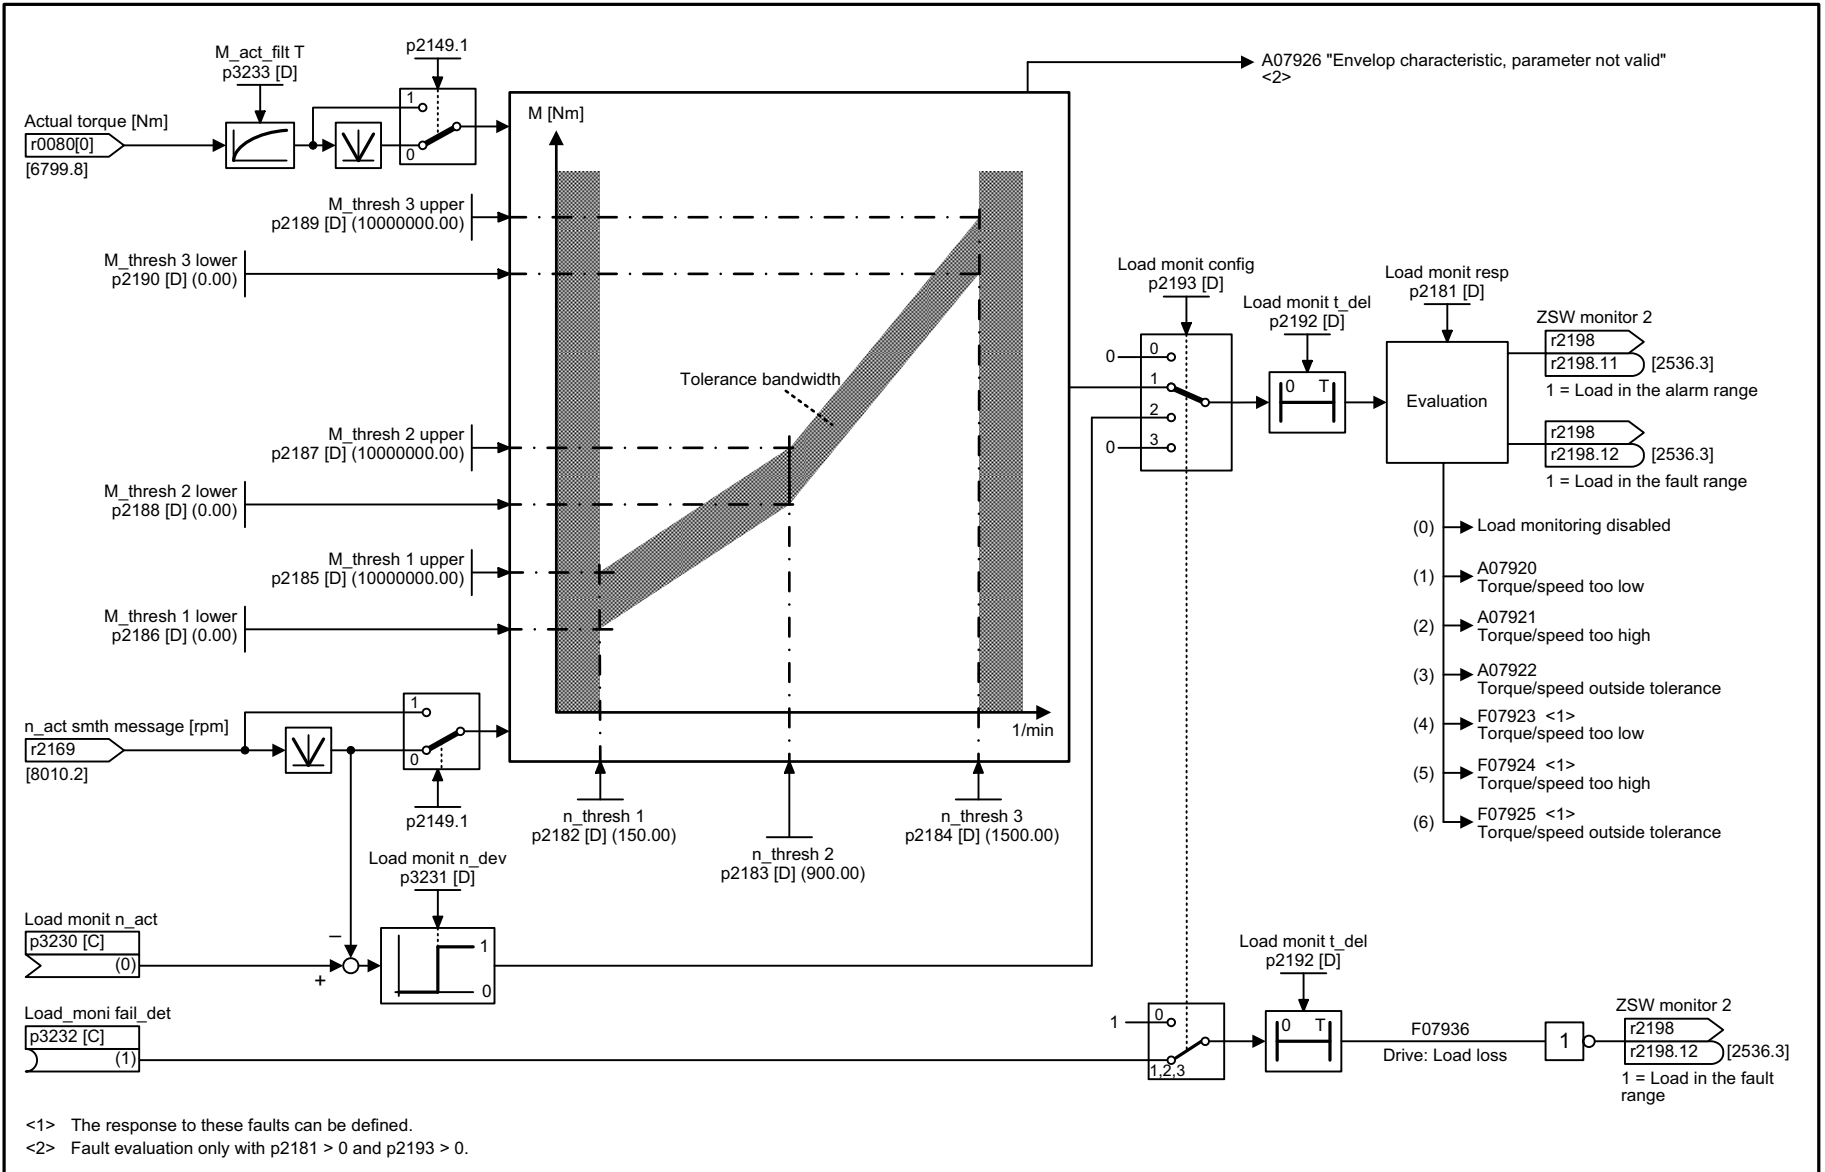 M_act_filt T
p3233 [D]
p2149.1
1
0
Actual torque [Nm]
r0080[0]
[6799.8]
A07926 "Envelop characteristic, parameter not valid"
<2>
M [Nm]
M_thresh 3 upper
p2189 [D] (10000000.00)
M_thresh 3 lower
p2190 [D] (0.00)
Tolerance bandwidth
M_thresh 2 upper
p2187 [D] (10000000.00)
M_thresh 2 lower
p2188 [D] (0.00)
M_thresh 1 upper
p2185 [D] (10000000.00)
M_thresh 1 lower
p2186 [D] (0.00)
1/min
n_act smth message [rpm]
r2169
[8010.2]
1
0
p2149.1
n_thresh 1
p2182 [D] (150.00)
n_thresh 2
p2183 [D] (900.00)
n_thresh 3
p2184 [D] (1500.00)
Load monit config
p2193 [D]
0 0
1
2
0 3
Load monit t_del
p2192 [D]
0 T
Load monit resp
p2181 [D]
Evaluation
ZSW monitor 2
r2198
r2198.11 [2536.3]
1 = Load in the alarm range
r2198
r2198.12 [2536.3]
1 = Load in the fault range
(0) Load monitoring disabled
(1) A07920
Torque/speed too low
(2) A07921
Torque/speed too high
(3) A07922
Torque/speed outside tolerance
(4) F07923 <1>
Torque/speed too low
(5) F07924 <1>
Torque/speed too high
(6) F07925 <1>
Torque/speed outside tolerance
Load monit n_dev
p3231 [D]
1
0
Load monit n_act
p3230 [C]
(0)
–
+
Load_moni fail_det
p3232 [C]
(1)
1 0
1,2,3
Load monit t_del
p2192 [D]
0 T
F07936
Drive: Load loss
1
ZSW monitor 2
r2198
r2198.12 [2536.3]
1 = Load in the fault
range
<1> The response to these faults can be defined.
<2> Fault evaluation only with p2181 > 0 and p2193 > 0.